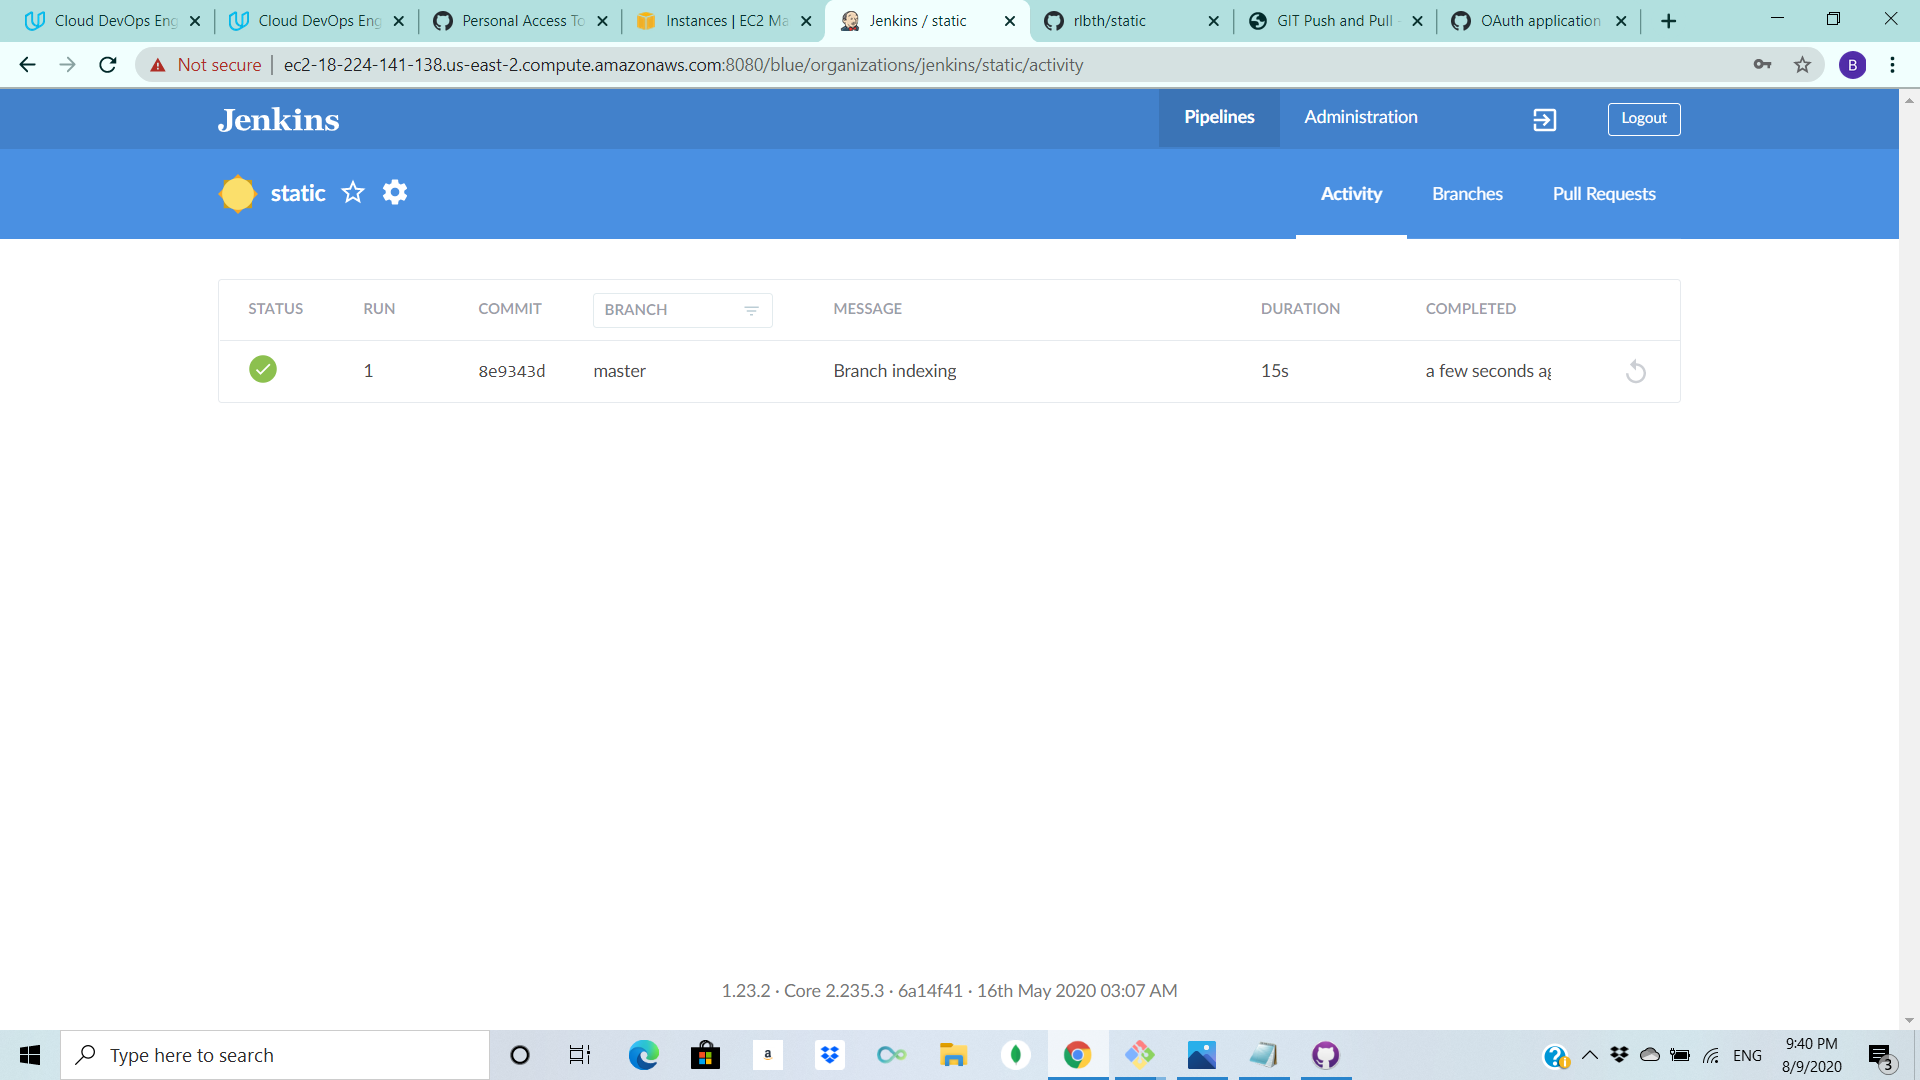 Cloud DevOps Eng
Cloud DevOps Eng
Personal Access To
Instances | EC2 Ma
Jenkins / static
rlbth/static
GIT Push and Pull -
OAuth application
Not secure
ec2-18-224-141-138.us-east-2.compute.amazonaws.com:8080/blue/organizations/jenkins/static/activity
B
Jenkins
Pipelines
Administration
Logout
static
Activity
Branches
Pull Requests
STATUS RUN COMMIT BRANCH MESSAGE DURATION COMPLETED
1 8e9343d master Branch indexing 15s a few seconds ag
1.23.2 · Core 2.235.3 · 6a14f41 · 16th May 2020 03:07 AM
Type here to search
a
ENG
9:40 PM
8/9/2020
3